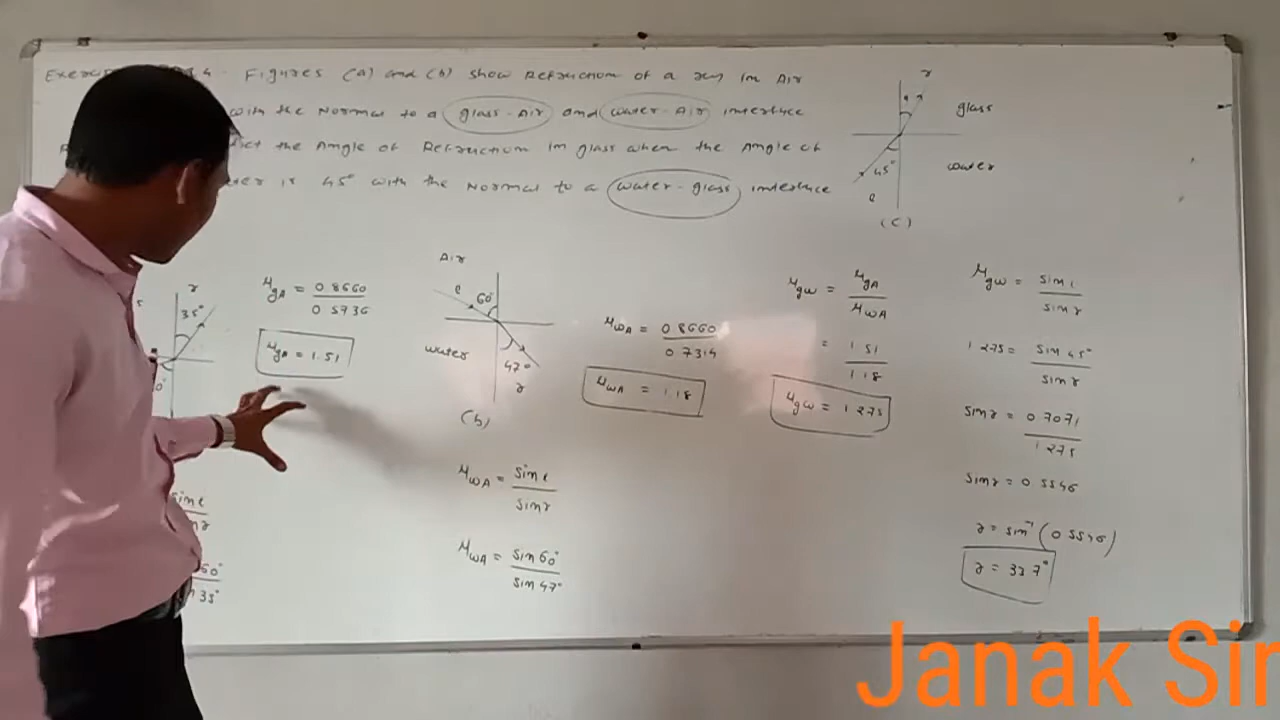 Exercise 4. Figures (a) and (b) show Refraction of a ray in Air
with the Normal to a glass-Air and water-Air interface
the Angle of Refraction in glass when the Angle of
is 45° with the Normal to a water-glass interface
r
glass
45°
water
i
(C)
r
35°
μgA = 0.8660 / 0.5736
μgA = 1.51
sin i
60°
35°
Air
i
60°
water
47°
r
(b)
μwA = sin i / sin r
μwA = sin 60° / sin 47°
μwA = 0.8660 / 0.7314
μwA = 1.18
μgw = μgA / μwA
= 1.51 / 1.18
μgw = 1.275
μgw = sin i / sin r
1.275 = sin 45° / sin r
sin r = 0.7071 / 1.275
sin r = 0.5546
r = sin⁻¹ (0.5546)
r = 33.7°
Janak Sir